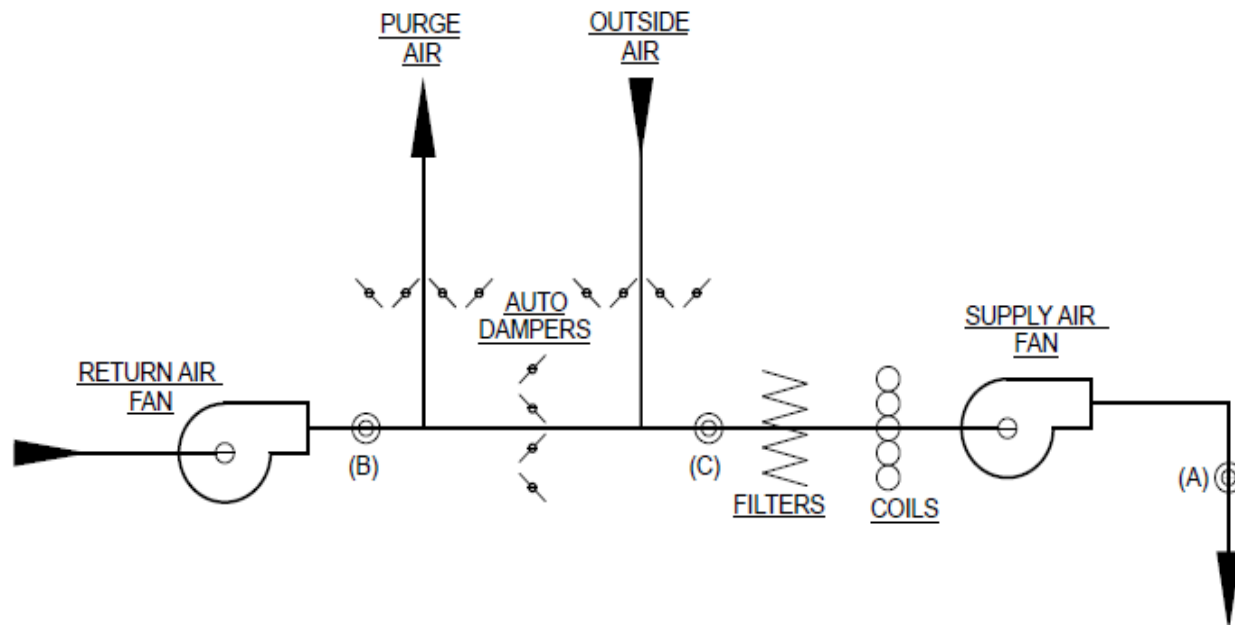 PURGE
AIR
OUTSIDE
AIR
AUTO
DAMPERS
SUPPLY AIR
FAN
RETURN AIR
FAN
(B)
(C)
(A)
FILTERS
COILS